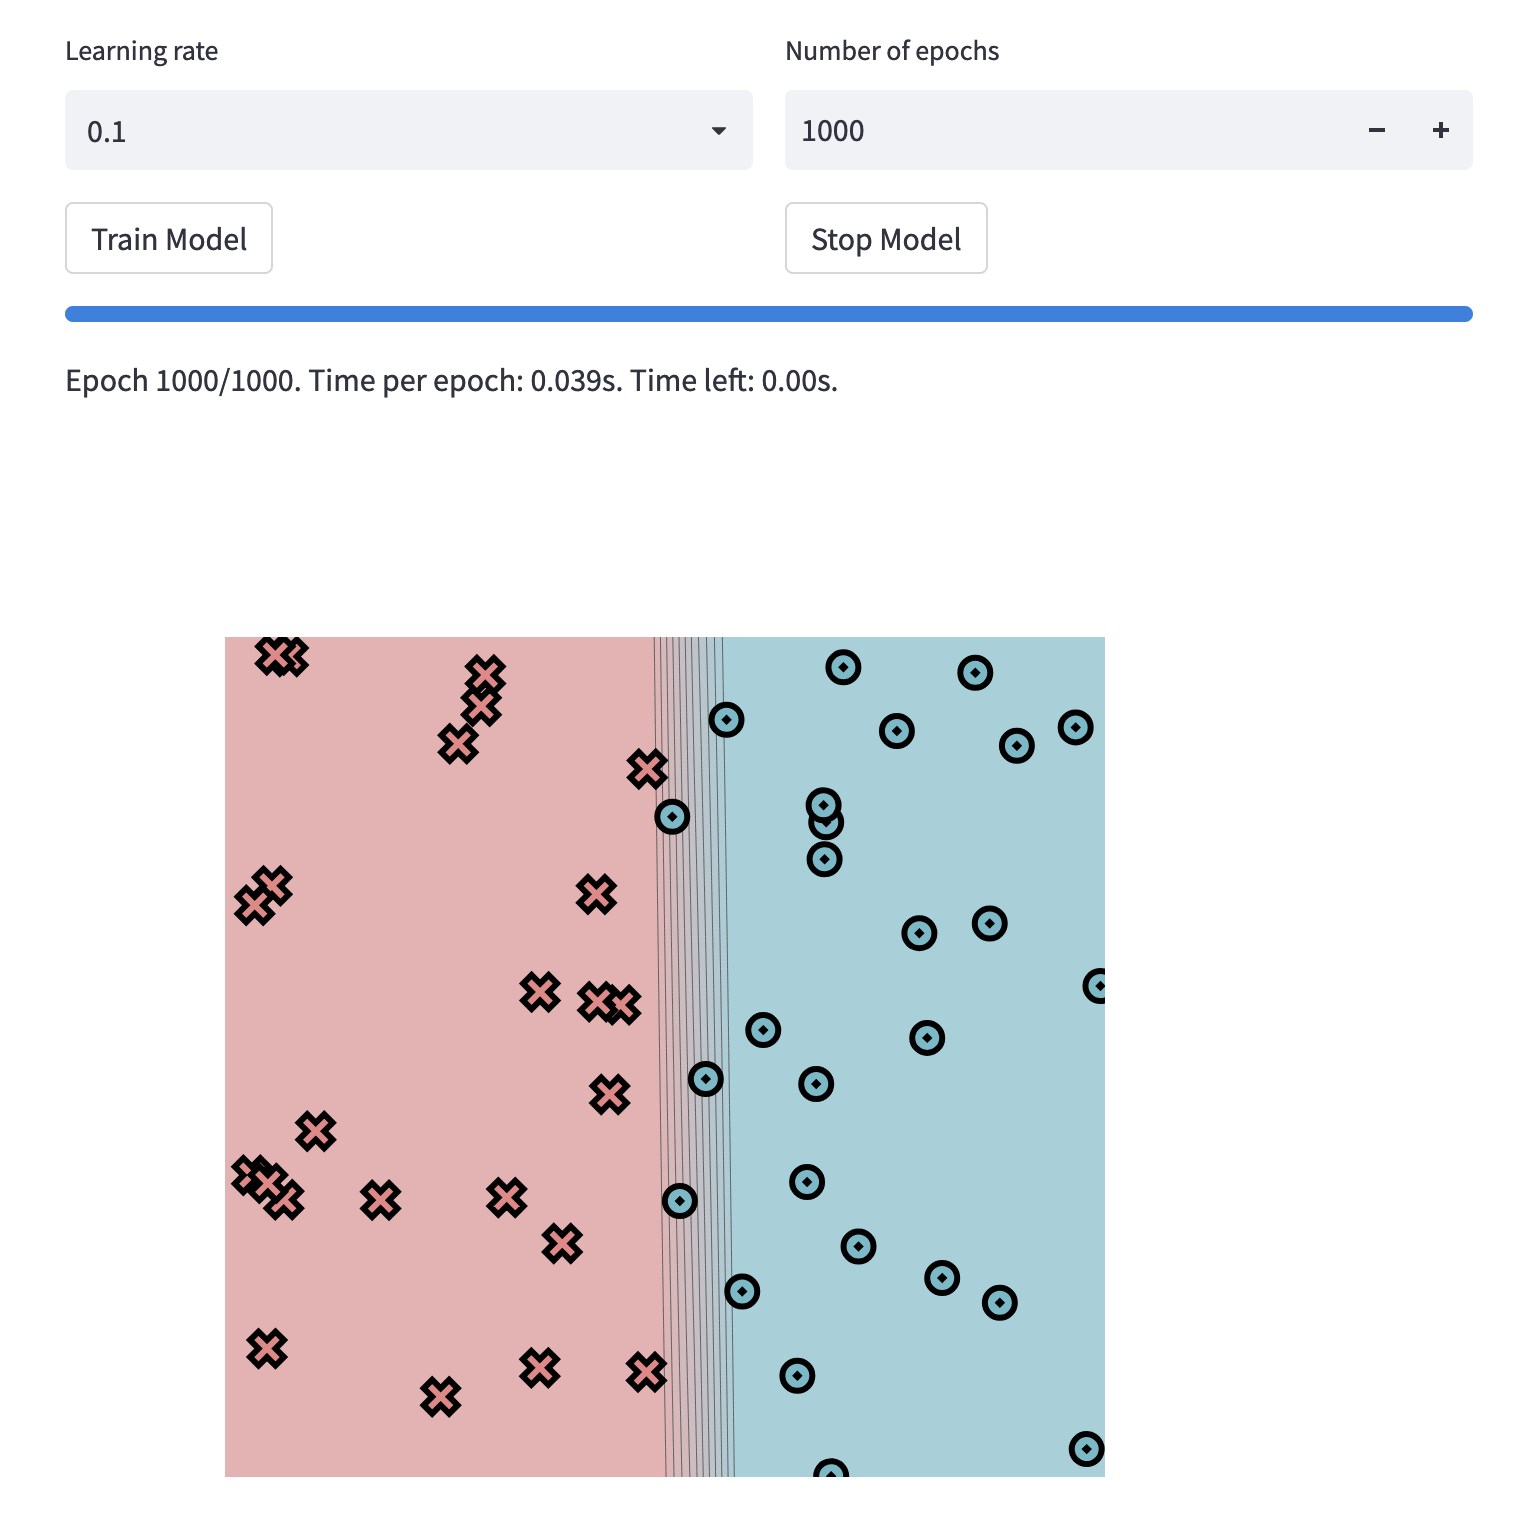 Learning rate
Number of epochs
0.1
1000
Train Model
Stop Model
Epoch 1000/1000. Time per epoch: 0.039s. Time left: 0.00s.